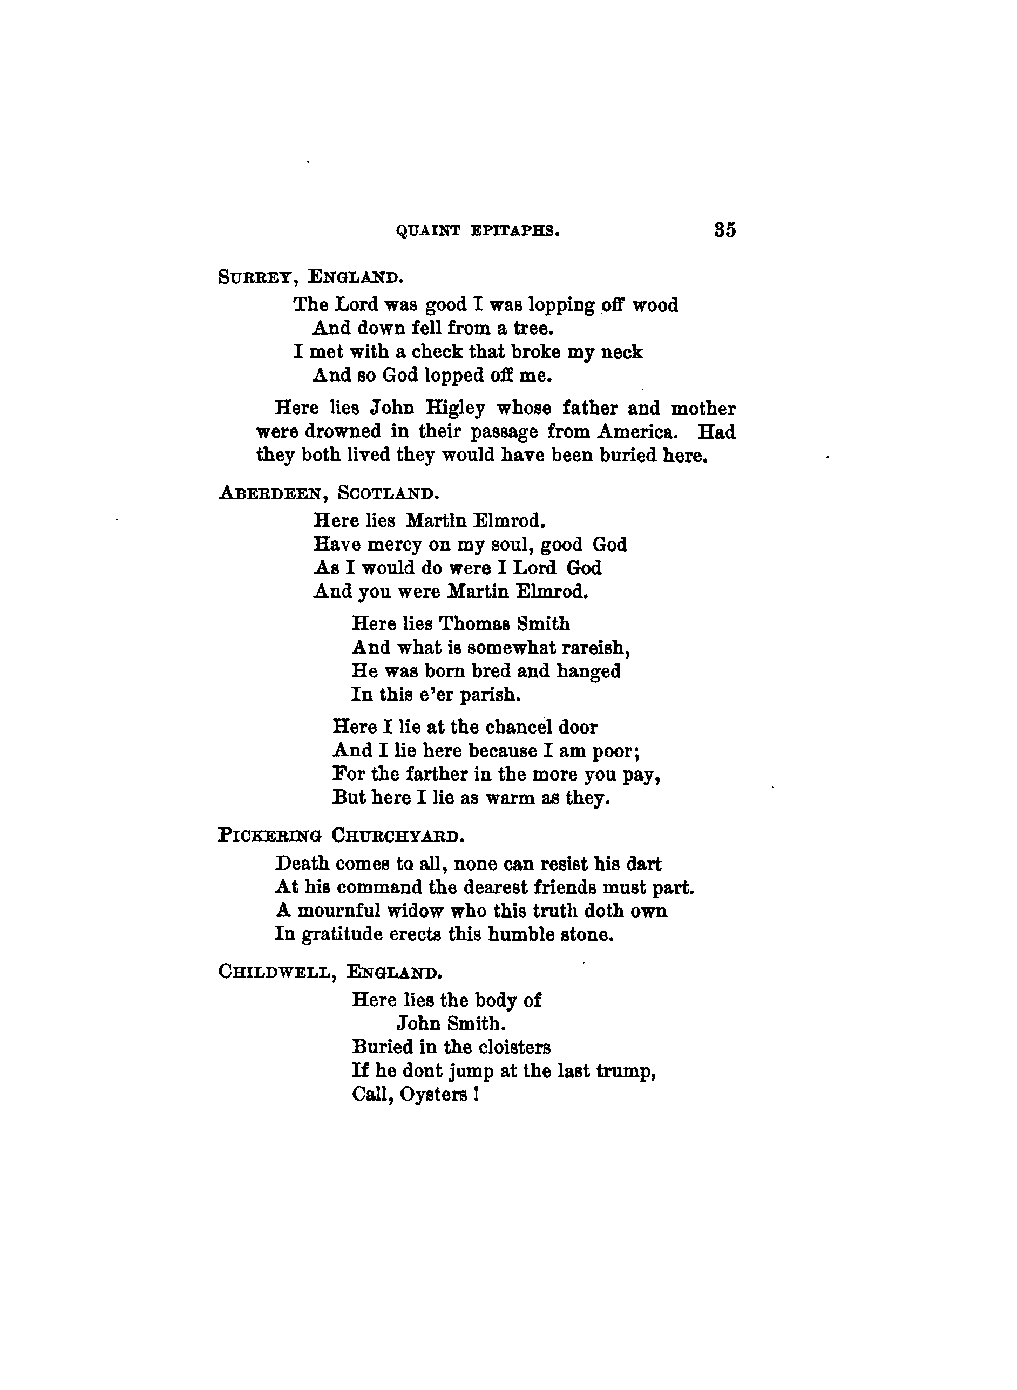 QUAINT EPITAPHS. 35
SURREY, ENGLAND.
The Lord was good I was lopping off wood
And down fell from a tree.
I met with a check that broke my neck
And so God lopped off me.
Here lies John Higley whose father and mother
were drowned in their passage from America. Had
they both lived they would have been buried here.
ABERDEEN, SCOTLAND.
Here lies Martin Elmrod.
Have mercy on my soul, good God
As I would do were I Lord God
And you were Martin Elmrod.
Here lies Thomas Smith
And what is somewhat rareish,
He was born bred and hanged
In this e'er parish.
Here I lie at the chancel door
And I lie here because I am poor;
For the farther in the more you pay,
But here I lie as warm as they.
PICKERING CHURCHYARD.
Death comes to all, none can resist his dart
At his command the dearest friends must part.
A mournful widow who this truth doth own
In gratitude erects this humble stone.
CHILDWELL, ENGLAND.
Here lies the body of
John Smith.
Buried in the cloisters
If he dont jump at the last trump,
Call, Oysters!